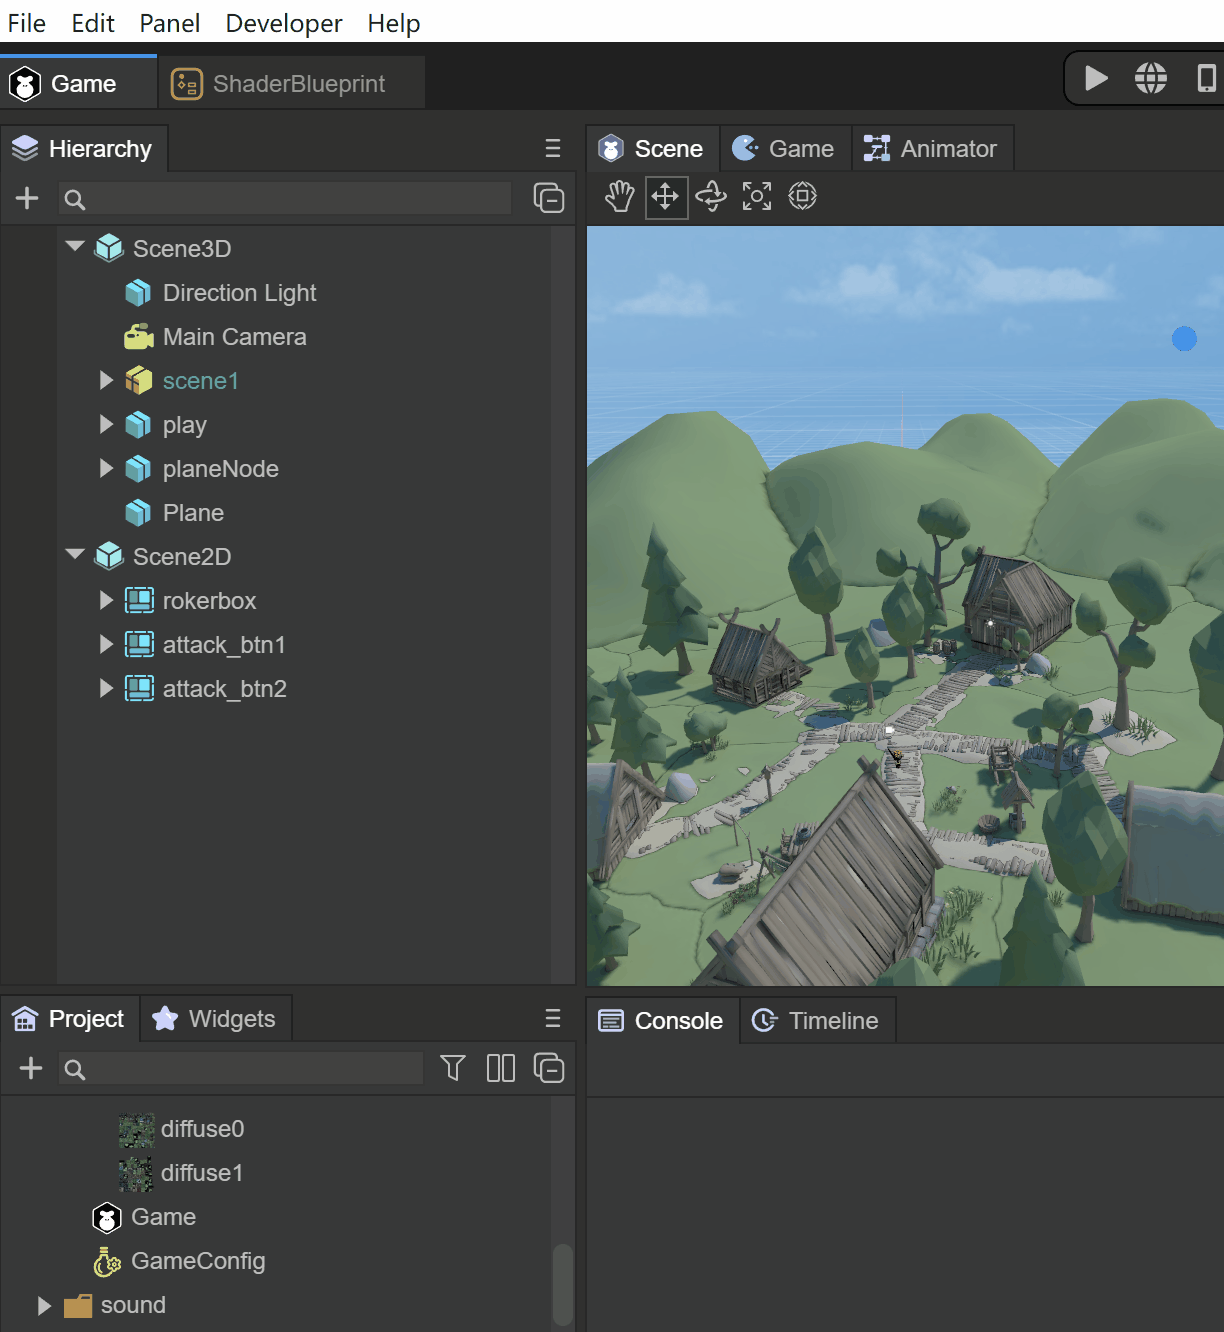 File Edit Panel Developer Help
Game ShaderBlueprint
Hierarchy
Scene Game Animator
Scene3D
Direction Light
Main Camera
scene1
play
planeNode
Plane
Scene2D
rokerbox
attack_btn1
attack_btn2
Project Widgets
Console Timeline
diffuse0
diffuse1
Game
GameConfig
sound